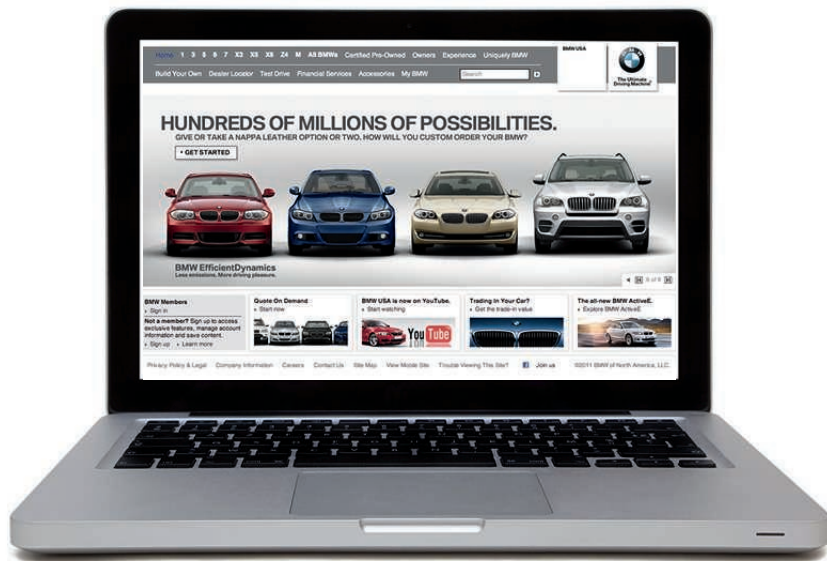 Home 1 3 5 6 7 X3 X5 X6 Z4 M All BMWs Certified Pre-Owned Owners Experience Uniquely BMW
BMW USA
Build Your Own Dealer Locator Test Drive Financial Services Accessories My BMW Search
The Ultimate
Driving Machine®
HUNDREDS OF MILLIONS OF POSSIBILITIES.
GIVE OR TAKE A NAPPA LEATHER OPTION OR TWO. HOW WILL YOU CUSTOM ORDER YOUR BMW?
GET STARTED
BMW EfficientDynamics
Less emissions. More driving pleasure.
BMW Members
Sign in
Not a member? Sign up to access
exclusive features, manage account
information and save content.
Sign up Learn more
Quote On Demand
Start now
BMW USA is now on YouTube.
Start watching
YouTube
Trading In Your Car?
Get the trade-in value
The all-new BMW ActiveE.
Explore BMW ActiveE
Privacy Policy & Legal Company Information Careers Contact Us Site Map View Mobile Site Trouble Viewing This Site? Join us ©2011 BMW of North America, LLC.